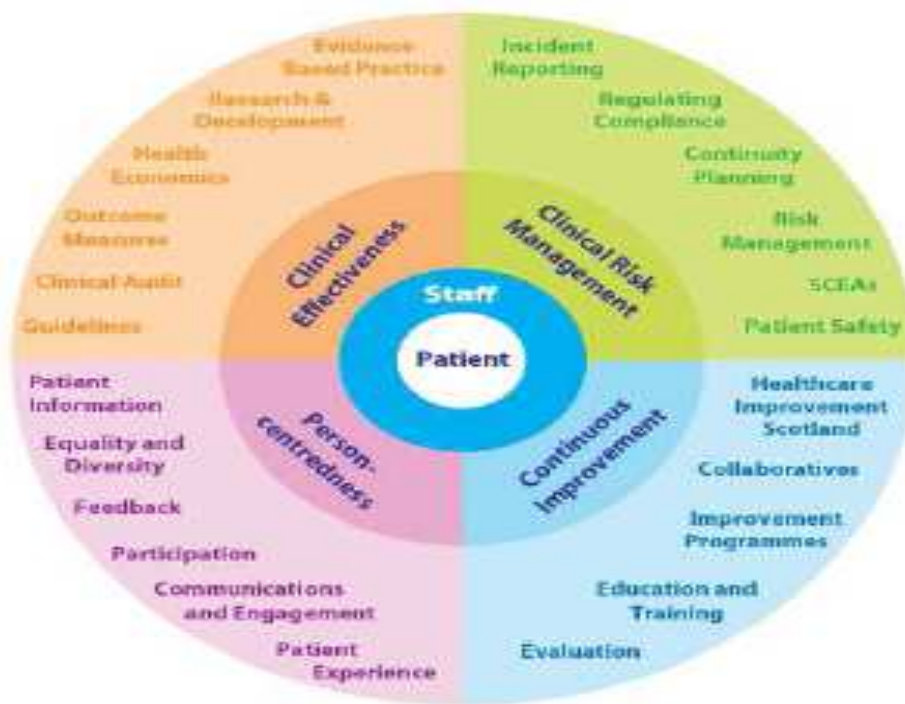 Evidence
Based Practice
Research &
Development
Health
Economics
Outcome
Measures
Clinical Audit
Guidelines
Incident
Reporting
Regulating
Compliance
Continuity
Planning
Risk
Management
SCEAs
Patient Safety
Clinical
Effectiveness
Clinical Risk
Management
Staff
Patient
Person-
centredness
Continuous
Improvement
Patient
Information
Equality and
Diversity
Feedback
Participation
Communications
and Engagement
Patient
Experience
Healthcare
Improvement
Scotland
Collaboratives
Improvement
Programmes
Education and
Training
Evaluation